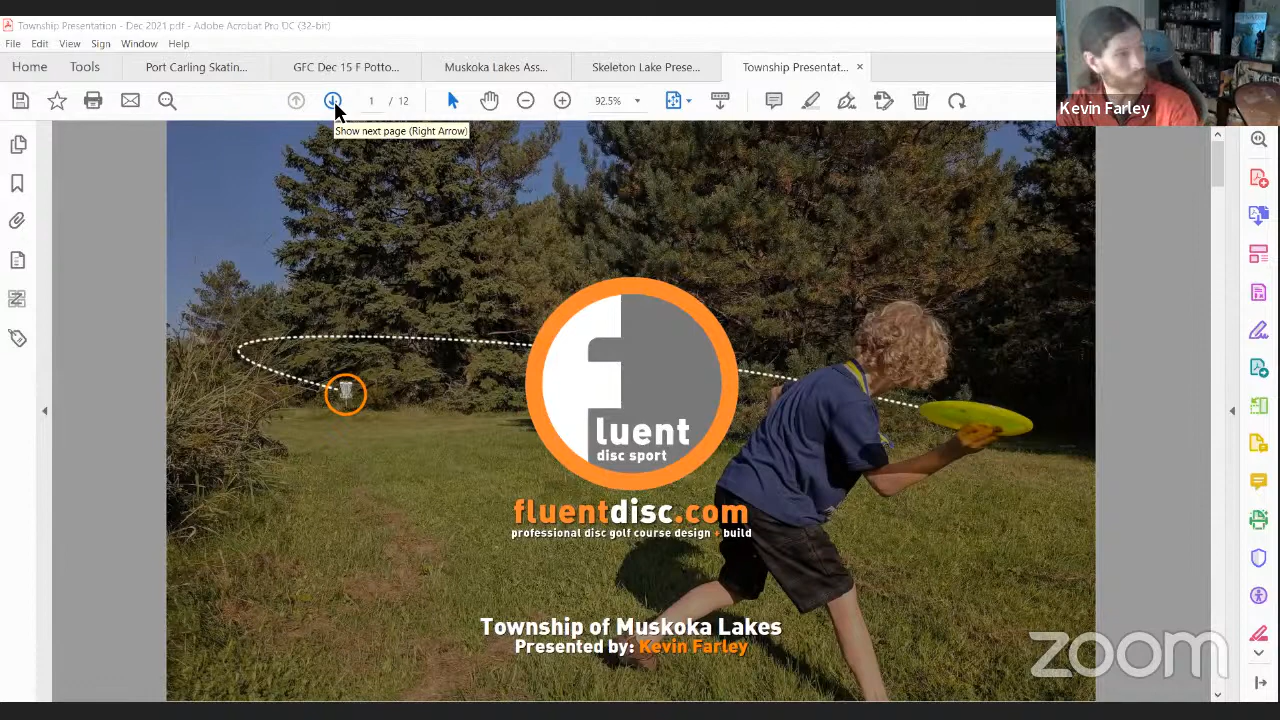 Township Presentation - Dec 2021.pdf - Adobe Acrobat Pro DC (32-bit)
File Edit View Sign Window Help
Home Tools Port Carling Skatin... GFC Dec 15 F Potto... Muskoka Lakes Ass... Skeleton Lake Prese... Township Presentat... ×
1 / 12 92.5%
Show next page (Right Arrow)
Kevin Farley
fluent
disc sport
fluentdisc.com
professional disc golf course design + build
Township of Muskoka Lakes
Presented by: Kevin Farley
zoom